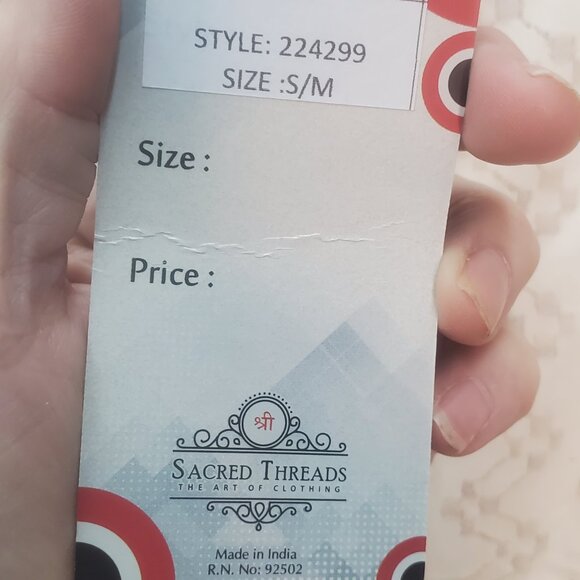 STYLE: 224299
SIZE :S/M
Size :
Price :
श्री
SACRED THREADS
THE ART OF CLOTHING
Made in India
R.N. No: 92502